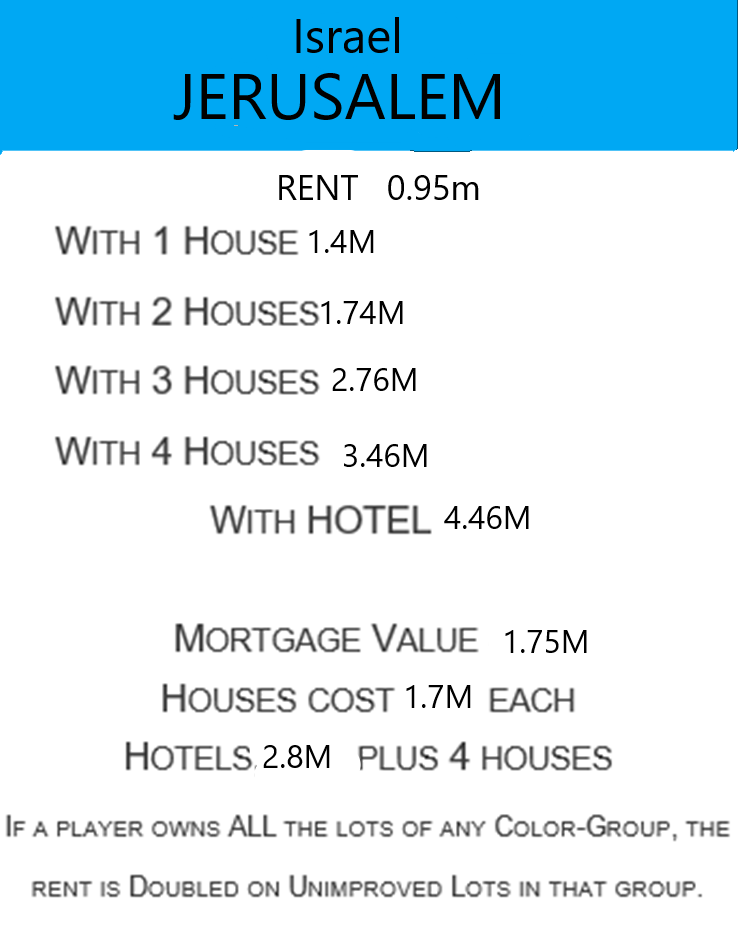 Israel
JERUSALEM
RENT 0.95m
WITH 1 HOUSE 1.4M
WITH 2 HOUSES1.74M
WITH 3 HOUSES 2.76M
WITH 4 HOUSES 3.46M
WITH HOTEL 4.46M
MORTGAGE VALUE 1.75M
HOUSES COST 1.7M EACH
HOTELS, 2.8M PLUS 4 HOUSES
IF A PLAYER OWNS ALL THE LOTS OF ANY COLOR-GROUP, THE
RENT IS DOUBLED ON UNIMPROVED LOTS IN THAT GROUP.